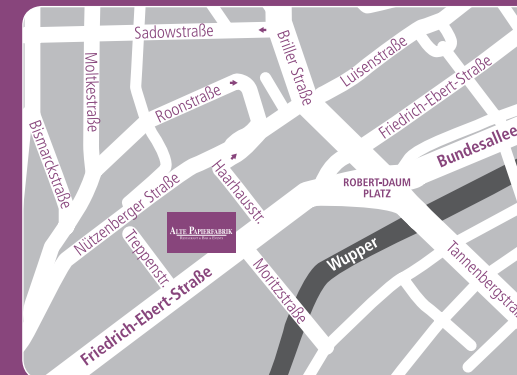 Sadowstraße
Briller Straße
Moltkestraße
Luisenstraße
Roonstraße
Friedrich-Ebert-Straße
Bismarckstraße
Bundesallee
Haarhausstr.
Nützenberger Straße
ROBERT-DAUM
PLATZ
ALTE PAPIERFABRIK
Treppenstr.
Wupper
Moritzstraße
Tannenbergstraß
Friedrich-Ebert-Straße